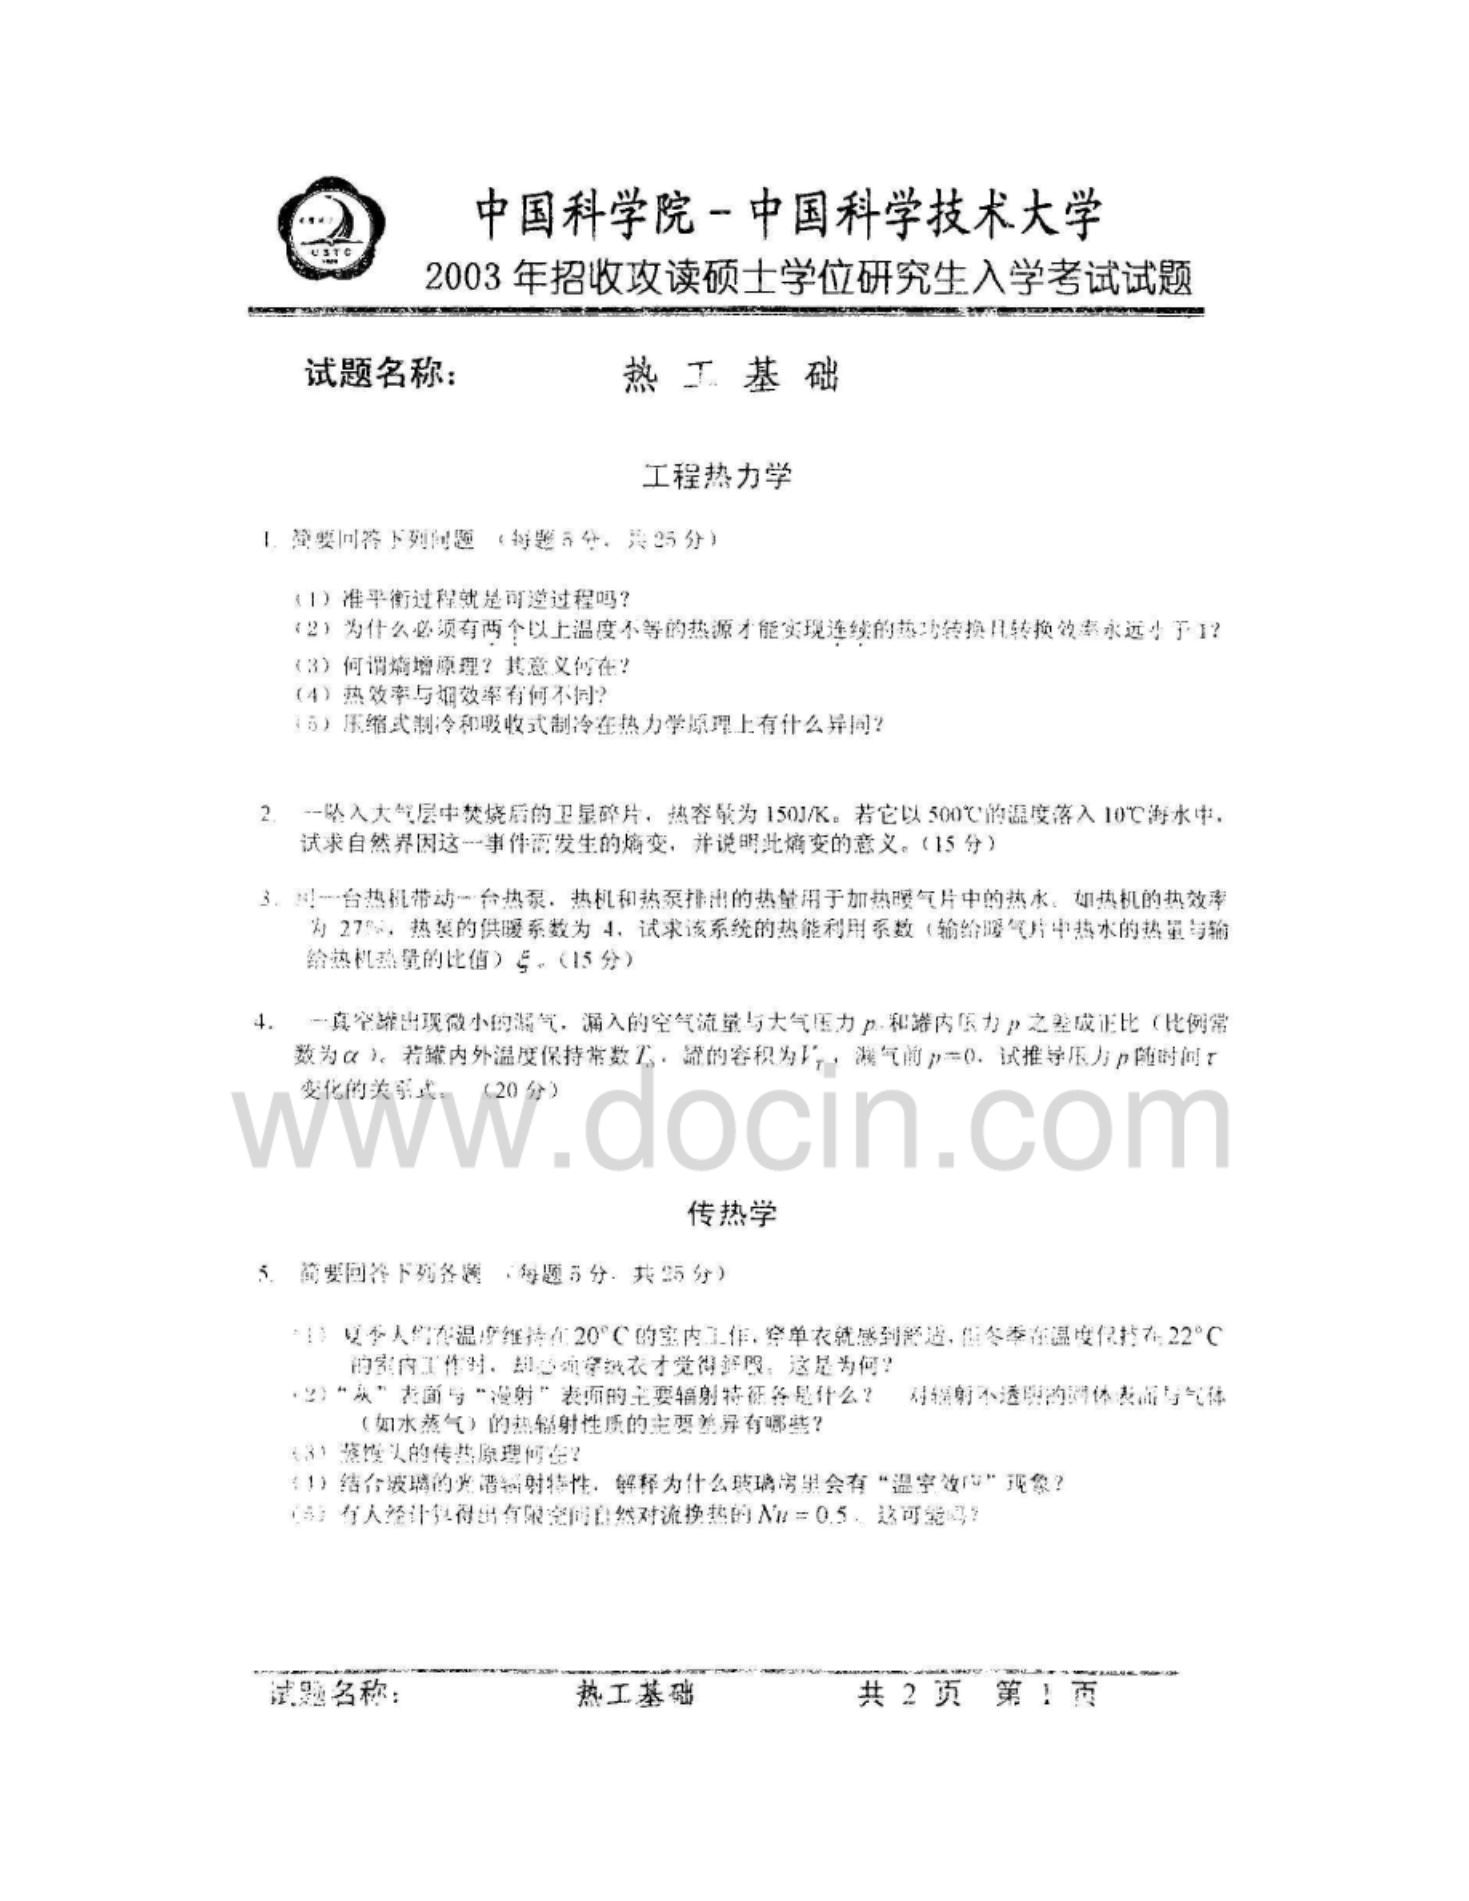 USTC
中国科学院-中国科学技术大学
2003年招收攻读硕士学位研究生入学考试试题
试题名称: 热工基础
工程热力学
1. 简要回答下列问题 (每题5分,共25分)
(1)准平衡过程就是可逆过程吗?
(2)为什么必须有两个以上温度不等的热源才能实现连续的热功转换且转换效率永远小于1?
(3)何谓熵增原理?其意义何在?
(4)热效率与㶲效率有何不同?
(5)压缩式制冷和吸收式制冷在热力学原理上有什么异同?
2. 一坠入大气层中焚烧后的卫星碎片,热容量为150J/K。若它以500℃的温度落入10℃海水中,
试求自然界因这一事件而发生的熵变,并说明此熵变的意义。(15分)
3. 用一台热机带动一台热泵,热机和热泵排出的热量用于加热暖气片中的热水。如热机的热效率
为27%,热泵的供暖系数为4,试求该系统的热能利用系数(输给暖气片中热水的热量与输
给热机热量的比值)ξ。(15分)
4. 一真空罐出现微小的漏气,漏入的空气流量与大气压力p 和罐内压力p之差成正比(比例常
数为α)。若罐内外温度保持常数T₀,罐的容积为V_T,漏气前p=0,试推导压力p随时间τ
变化的关系式。 (20分)
www.docin.com
传热学
5. 简要回答下列各题 (每题5分,共25分)
(1)夏季人们在温度维持在20°C的室内工作,穿单衣就感到舒适,但冬季在温度保持在22°C
的室内工作时,却必须穿绒衣才觉得舒服。这是为何?
(2)“灰”表面与“漫射”表面的主要辐射特征各是什么? 对辐射不透明的固体表面与气体
(如水蒸气)的热辐射性质的主要差异有哪些?
(3)蒸馒头的传热原理何在?
(4)结合玻璃的光谱辐射特性,解释为什么玻璃房里会有“温室效应”现象?
(5)有人经计算得出有限空间自然对流换热的Nu=0.5,这可能吗?
试题名称: 热工基础 共2页 第1页